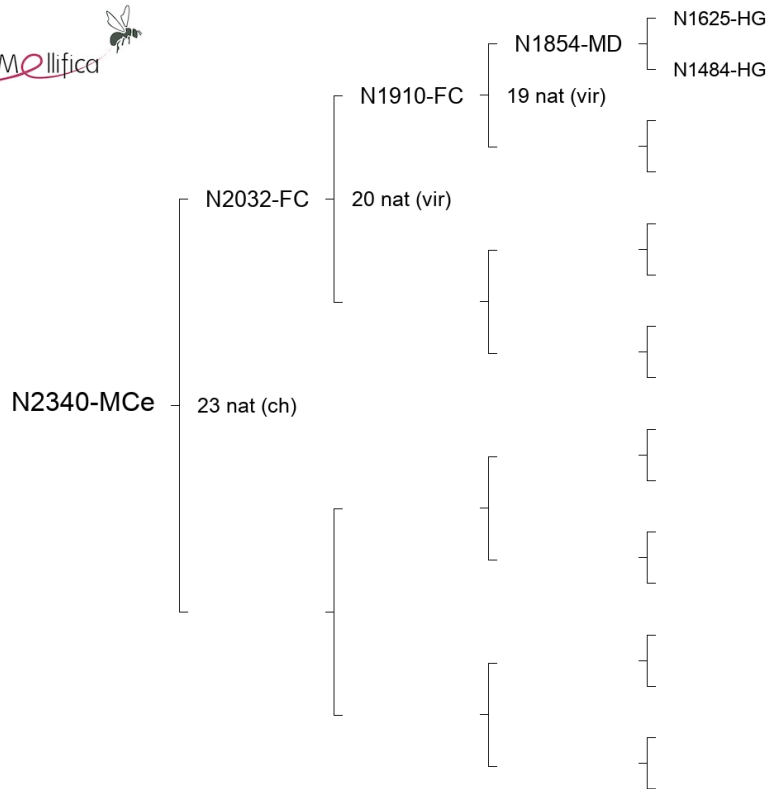 Mellifica
N1625-HG
N1854-MD
N1484-HG
N1910-FC
19 nat (vir)
N2032-FC
20 nat (vir)
N2340-MCe
23 nat (ch)